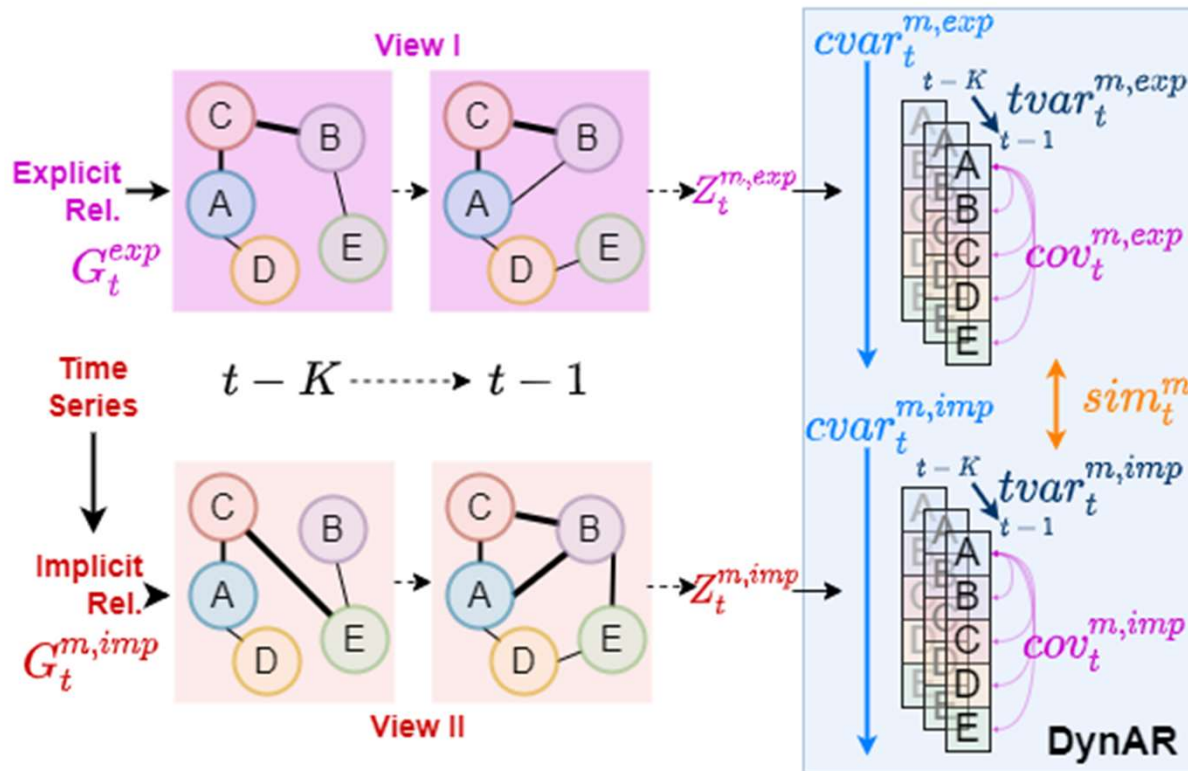 View I
C
B
A
E
D
C
B
A
E
D
Explicit
Rel.
G_t^{exp}
Z_t^{m,exp}
Time
Series
t − K
t − 1
C
B
A
E
D
C
B
A
E
D
Implicit
Rel.
G_t^{m,imp}
Z_t^{m,imp}
View II
cvar_t^{m,exp}
t − K
tvar_t^{m,exp}
t − 1
A
B
C
D
E
A
B
C
D
E
A
B
C
D
E
cov_t^{m,exp}
sim_t^m
cvar_t^{m,imp}
t − K
tvar_t^{m,imp}
t − 1
A
B
C
D
E
A
B
C
D
E
A
B
C
D
E
cov_t^{m,imp}
DynAR